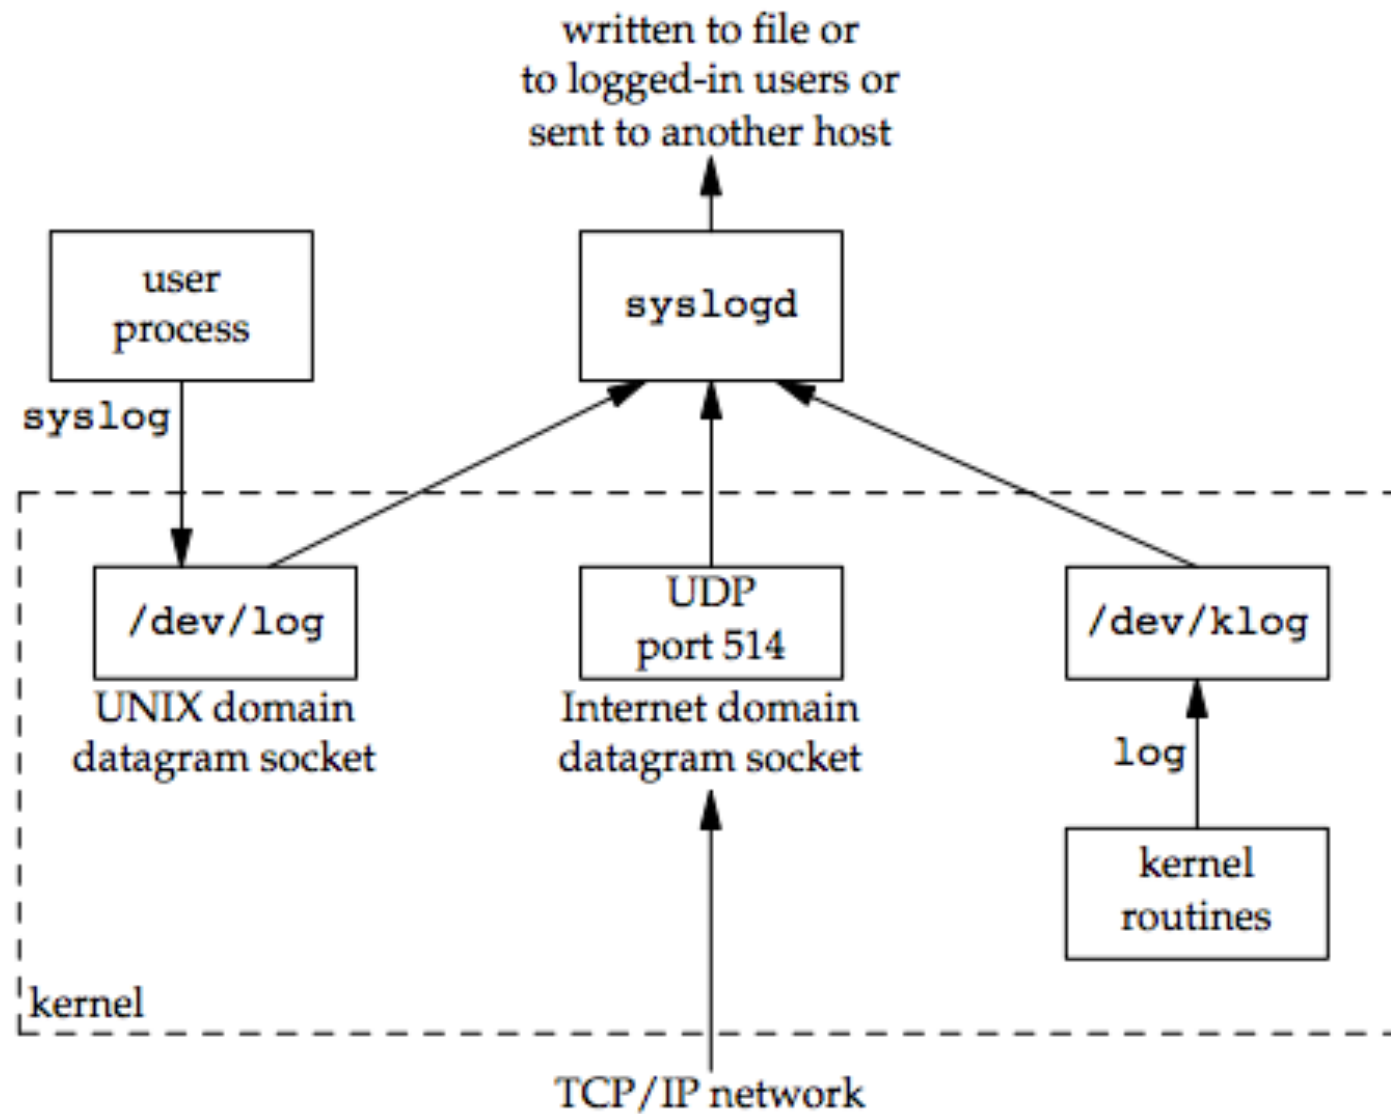 written to file or
to logged-in users or
sent to another host
user
process
syslogd
syslog
/dev/log
UNIX domain
datagram socket
UDP
port 514
Internet domain
datagram socket
/dev/klog
log
kernel
routines
kernel
TCP/IP network